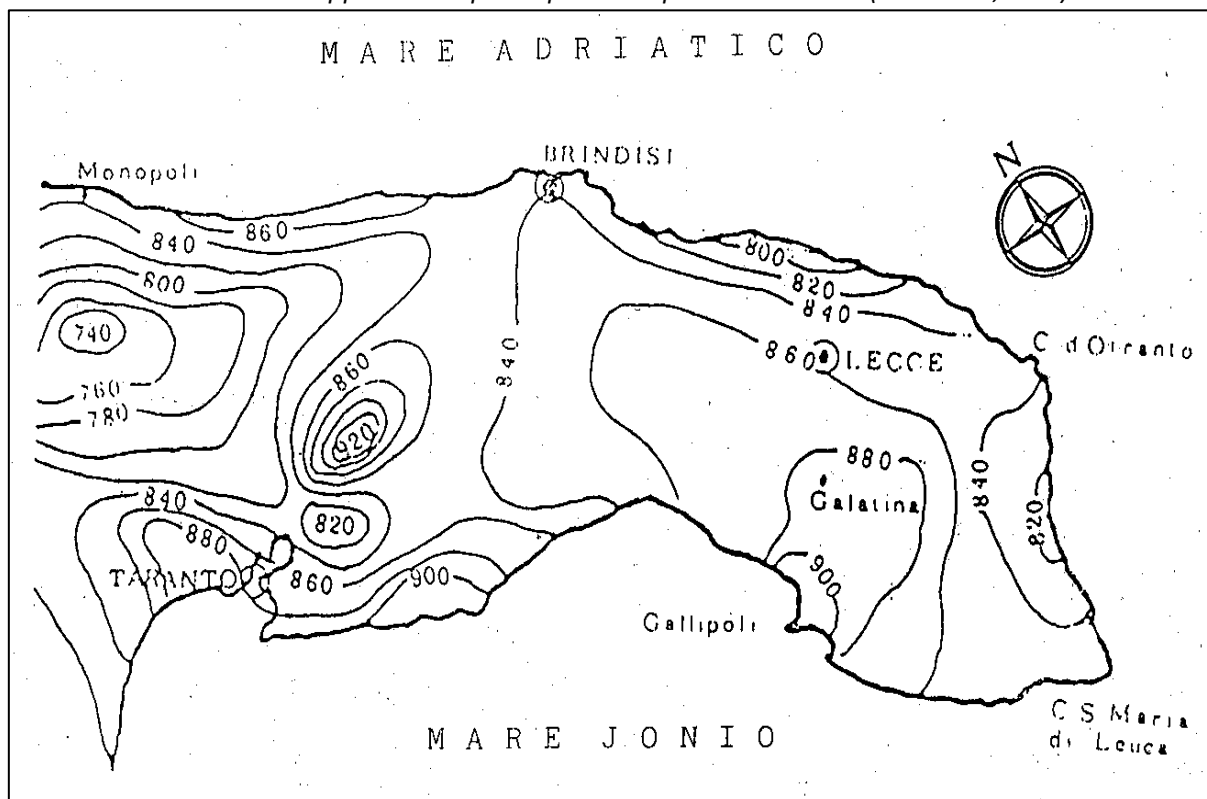 MARE ADRIATICO
BRINDISI
Monopoli
N
860
840
800
800
820
840
740
C. d'Otranto
860
LECCE
860
840
760
780
920
880
840
Galatina
840
820
820
880
TARANTO
860
900
900
Gallipoli
C. S. Maria
di Leuca
MARE JONIO